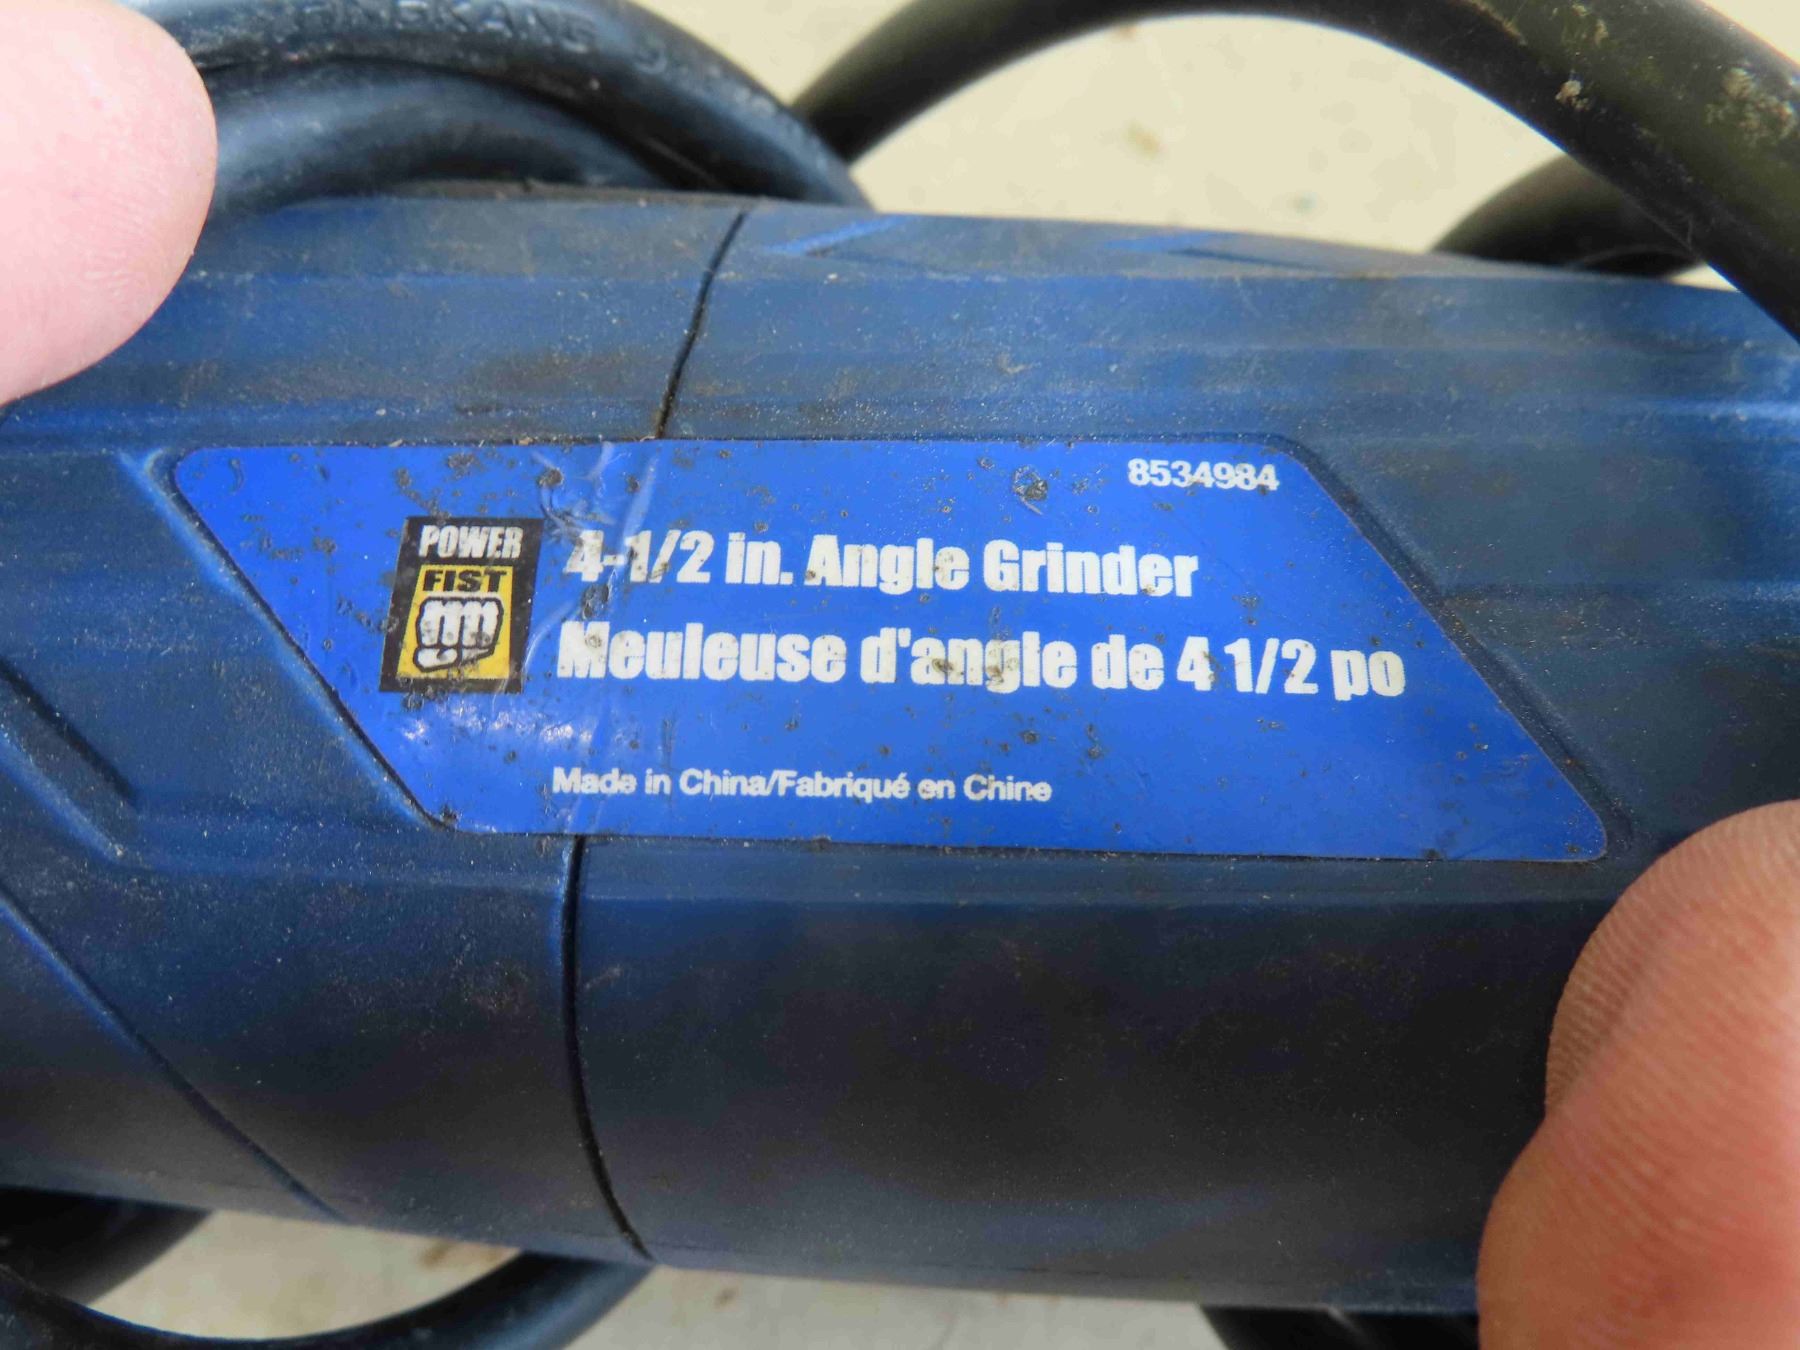 8534984
POWER
FIST
4-1/2 in. Angle Grinder
Meuleuse d'angle de 4 1/2 po
Made in China/Fabriqué en Chine